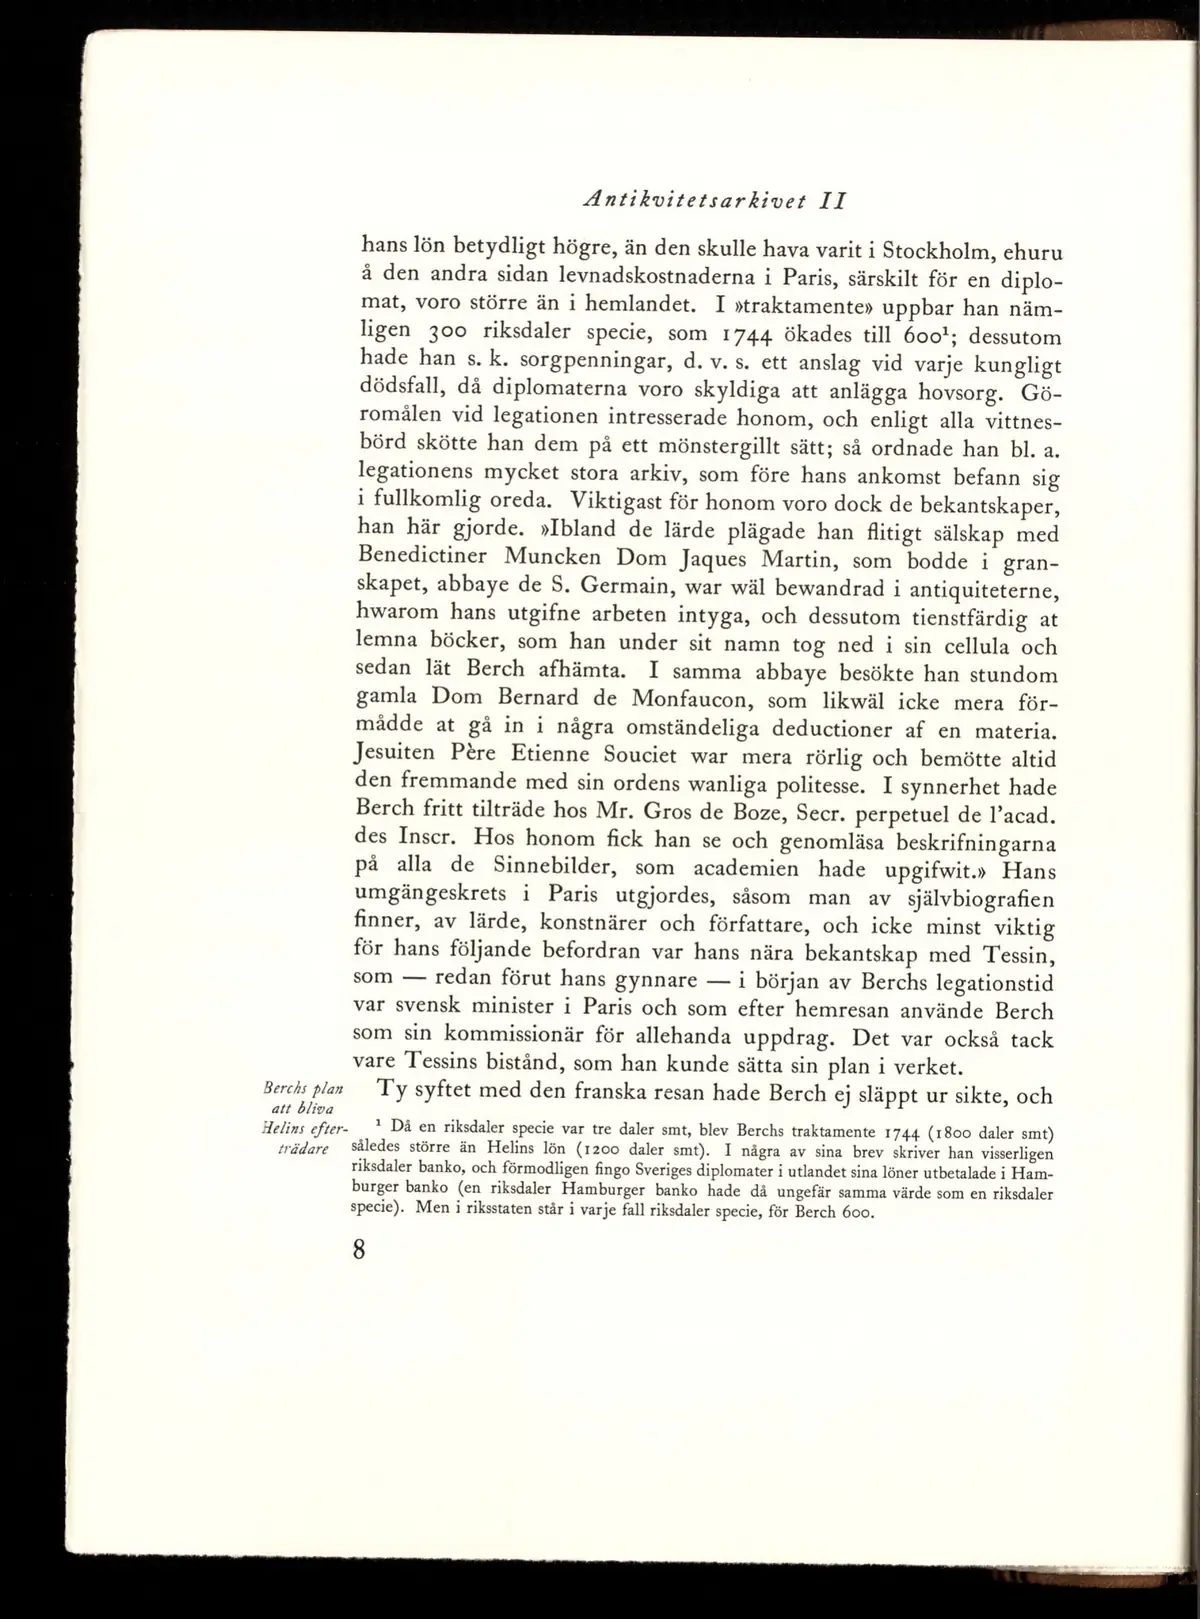 Antikvitetsarkivet II
hans lön betydligt högre, än den skulle hava varit i Stockholm, ehuru
å den andra sidan levnadskostnaderna i Paris, särskilt för en diplo-
mat, voro större än i hemlandet. I »traktamente» uppbar han näm-
ligen 300 riksdaler specie, som 1744 ökades till 600¹; dessutom
hade han s. k. sorgpenningar, d. v. s. ett anslag vid varje kungligt
dödsfall, då diplomaterna voro skyldiga att anlägga hovsorg. Gö-
romålen vid legationen intresserade honom, och enligt alla vittnes-
börd skötte han dem på ett mönstergillt sätt; så ordnade han bl. a.
legationens mycket stora arkiv, som före hans ankomst befann sig
i fullkomlig oreda. Viktigast för honom voro dock de bekantskaper,
han här gjorde. »Ibland de lärde plägade han flitigt sälskap med
Benedictiner Muncken Dom Jaques Martin, som bodde i gran-
skapet, abbaye de S. Germain, war wäl bewandrad i antiquiteterne,
hwarom hans utgifne arbeten intyga, och dessutom tienstfärdig at
lemna böcker, som han under sit namn tog ned i sin cellula och
sedan lät Berch afhämta. I samma abbaye besökte han stundom
gamla Dom Bernard de Monfaucon, som likwäl icke mera för-
mådde at gå in i några omständeliga deductioner af en materia.
Jesuiten Père Etienne Souciet war mera rörlig och bemötte altid
den fremmande med sin ordens wanliga politesse. I synnerhet hade
Berch fritt tilträde hos Mr. Gros de Boze, Secr. perpetuel de l'acad.
des Inscr. Hos honom fick han se och genomläsa beskrifningarna
på alla de Sinnebilder, som academien hade upgifwit.» Hans
umgängeskrets i Paris utgjordes, såsom man av självbiografien
finner, av lärde, konstnärer och författare, och icke minst viktig
för hans följande befordran var hans nära bekantskap med Tessin,
som — redan förut hans gynnare — i början av Berchs legationstid
var svensk minister i Paris och som efter hemresan använde Berch
som sin kommissionär för allehanda uppdrag. Det var också tack
vare Tessins bistånd, som han kunde sätta sin plan i verket.
Berchs plan
att bliva
Helins efter-
trädare
Ty syftet med den franska resan hade Berch ej släppt ur sikte, och
¹ Då en riksdaler specie var tre daler smt, blev Berchs traktamente 1744 (1800 daler smt)
således större än Helins lön (1200 daler smt). I några av sina brev skriver han visserligen
riksdaler banko, och förmodligen fingo Sveriges diplomater i utlandet sina löner utbetalade i Ham-
burger banko (en riksdaler Hamburger banko hade då ungefär samma värde som en riksdaler
specie). Men i riksstaten står i varje fall riksdaler specie, för Berch 600.
8